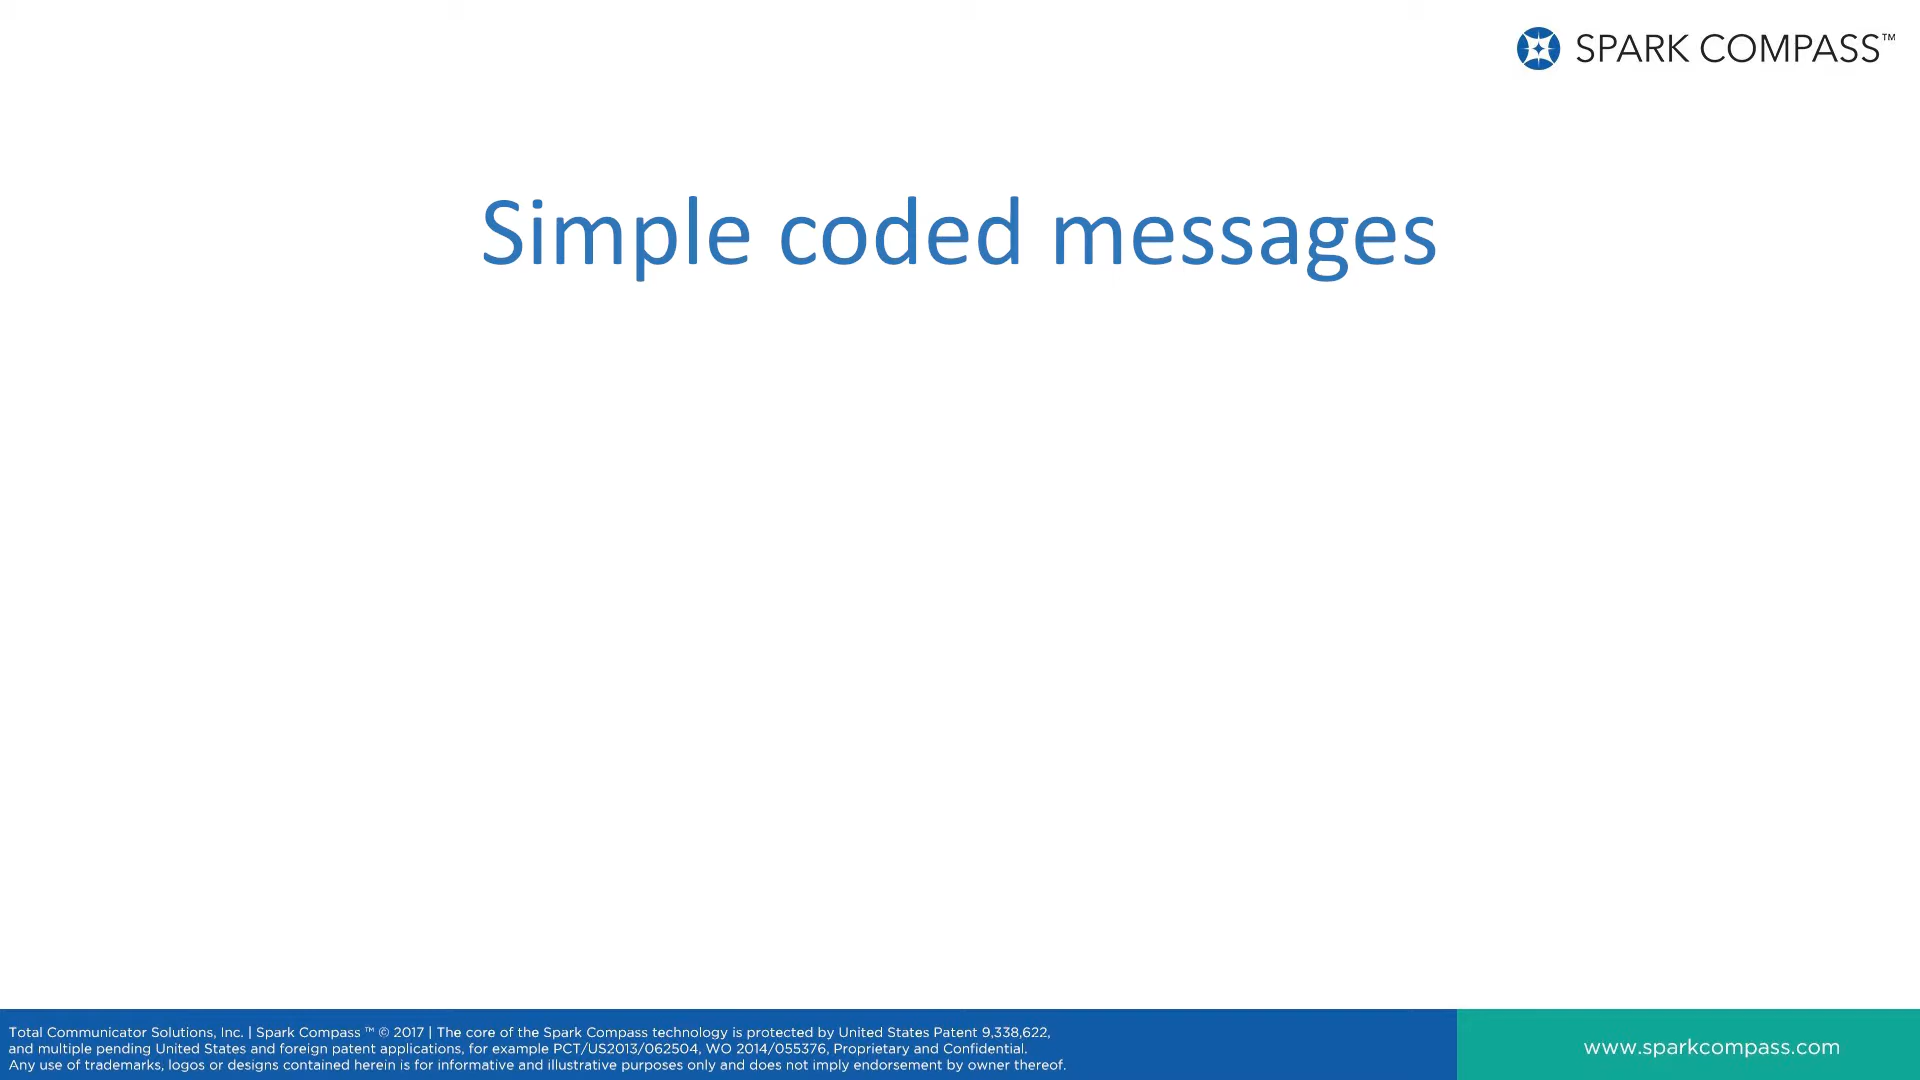 SPARK COMPASS™
Simple coded messages
Total Communicator Solutions, Inc. | Spark Compass ™ © 2017 | The core of the Spark Compass technology is protected by United States Patent 9,338,622,
and multiple pending United States and foreign patent applications, for example PCT/US2013/062504, WO 2014/055376, Proprietary and Confidential.
Any use of trademarks, logos or designs contained herein is for informative and illustrative purposes only and does not imply endorsement by owner thereof.
www.sparkcompass.com